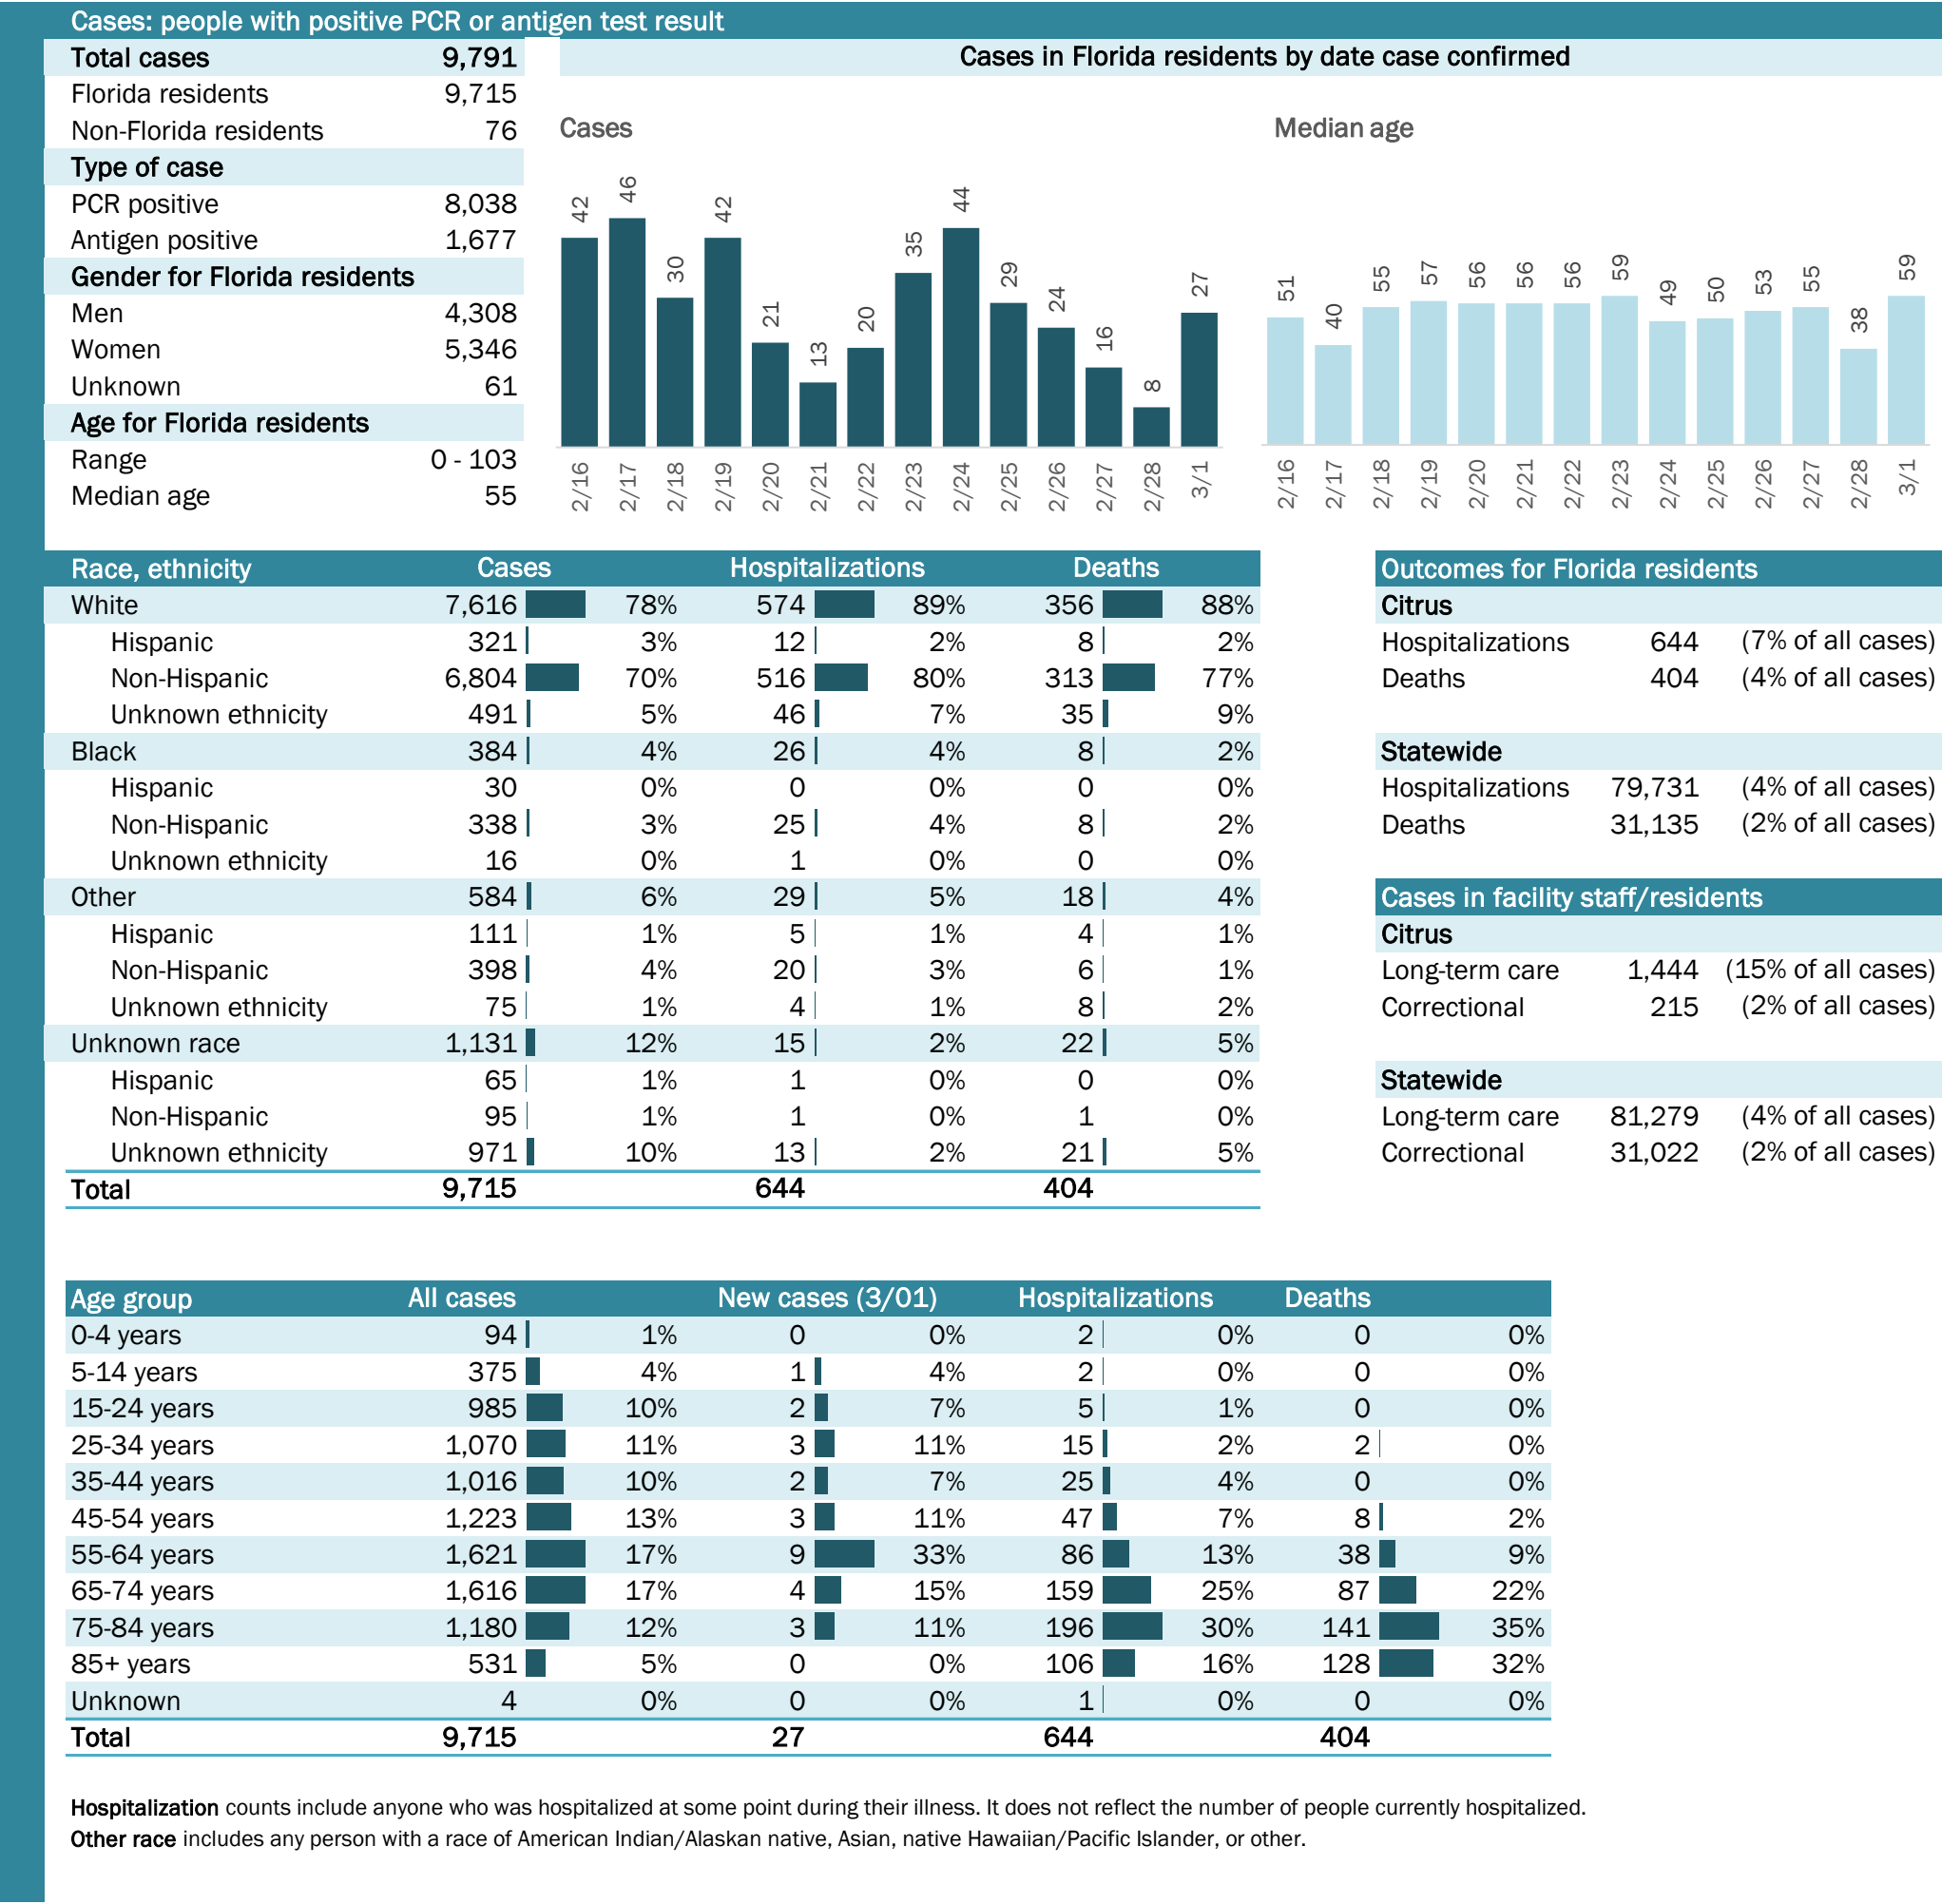 Cases: people with positive PCR or antigen test result
Total cases 9,791
Florida residents 9,715
Non-Florida residents 76
Type of case
PCR positive 8,038
Antigen positive 1,677
Gender for Florida residents
Men 4,308
Women 5,346
Unknown 61
Age for Florida residents
Range 0 - 103
Median age 55
Cases in Florida residents by date case confirmed
Cases
42 46 30 42 21 13 20 35 44 29 24 16 8 27
2/16 2/17 2/18 2/19 2/20 2/21 2/22 2/23 2/24 2/25 2/26 2/27 2/28 3/1
Median age
51 40 55 57 56 56 56 59 49 50 53 55 38 59
2/16 2/17 2/18 2/19 2/20 2/21 2/22 2/23 2/24 2/25 2/26 2/27 2/28 3/1
Race, ethnicity Cases Hospitalizations Deaths
White 7,616 78% 574 89% 356 88%
Hispanic 321 3% 12 2% 8 2%
Non-Hispanic 6,804 70% 516 80% 313 77%
Unknown ethnicity 491 5% 46 7% 35 9%
Black 384 4% 26 4% 8 2%
Hispanic 30 0% 0 0% 0 0%
Non-Hispanic 338 3% 25 4% 8 2%
Unknown ethnicity 16 0% 1 0% 0 0%
Other 584 6% 29 5% 18 4%
Hispanic 111 1% 5 1% 4 1%
Non-Hispanic 398 4% 20 3% 6 1%
Unknown ethnicity 75 1% 4 1% 8 2%
Unknown race 1,131 12% 15 2% 22 5%
Hispanic 65 1% 1 0% 0 0%
Non-Hispanic 95 1% 1 0% 1 0%
Unknown ethnicity 971 10% 13 2% 21 5%
Total 9,715 644 404
Outcomes for Florida residents
Citrus
Hospitalizations 644 (7% of all cases)
Deaths 404 (4% of all cases)
Statewide
Hospitalizations 79,731 (4% of all cases)
Deaths 31,135 (2% of all cases)
Cases in facility staff/residents
Citrus
Long-term care 1,444 (15% of all cases)
Correctional 215 (2% of all cases)
Statewide
Long-term care 81,279 (4% of all cases)
Correctional 31,022 (2% of all cases)
Age group All cases New cases (3/01) Hospitalizations Deaths
0-4 years 94 1% 0 0% 2 0% 0 0%
5-14 years 375 4% 1 4% 2 0% 0 0%
15-24 years 985 10% 2 7% 5 1% 0 0%
25-34 years 1,070 11% 3 11% 15 2% 2 0%
35-44 years 1,016 10% 2 7% 25 4% 0 0%
45-54 years 1,223 13% 3 11% 47 7% 8 2%
55-64 years 1,621 17% 9 33% 86 13% 38 9%
65-74 years 1,616 17% 4 15% 159 25% 87 22%
75-84 years 1,180 12% 3 11% 196 30% 141 35%
85+ years 531 5% 0 0% 106 16% 128 32%
Unknown 4 0% 0 0% 1 0% 0 0%
Total 9,715 27 644 404
Hospitalization counts include anyone who was hospitalized at some point during their illness. It does not reflect the number of people currently hospitalized.
Other race includes any person with a race of American Indian/Alaskan native, Asian, native Hawaiian/Pacific Islander, or other.